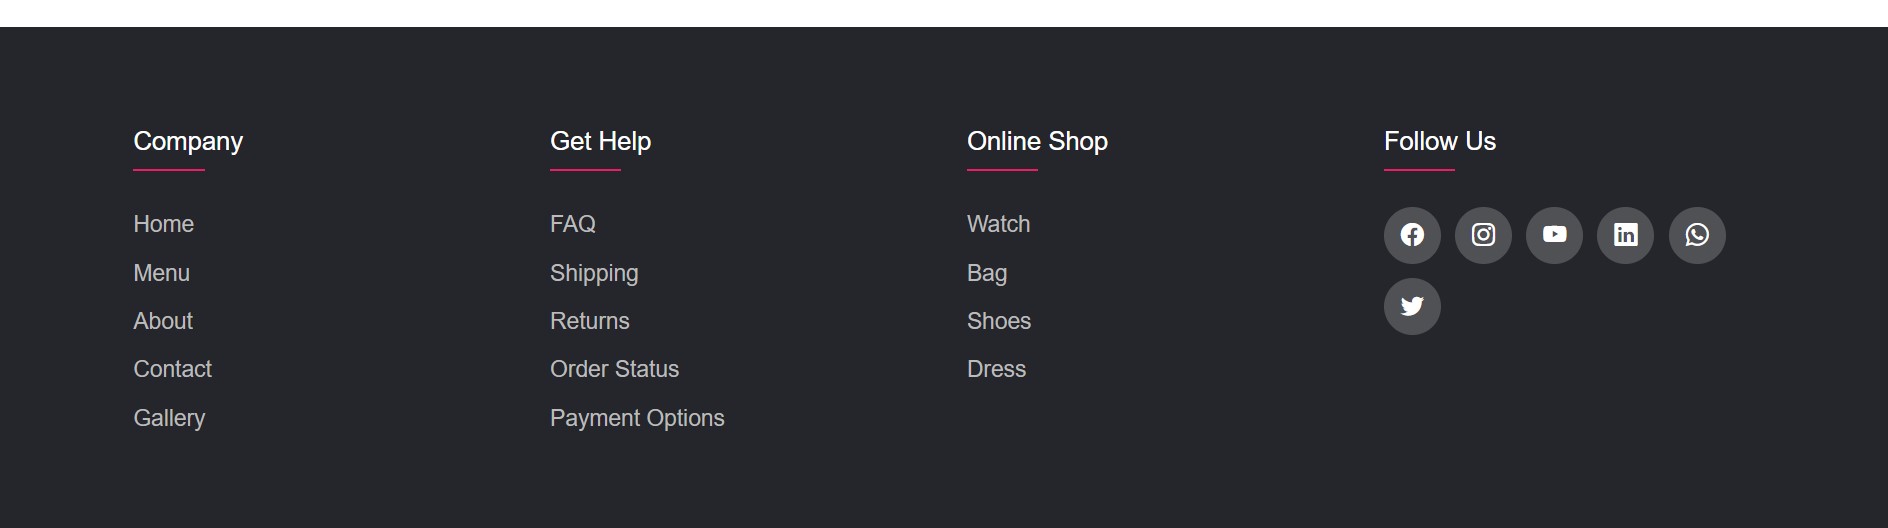 Company
Home
Menu
About
Contact
Gallery
Get Help
FAQ
Shipping
Returns
Order Status
Payment Options
Online Shop
Watch
Bag
Shoes
Dress
Follow Us